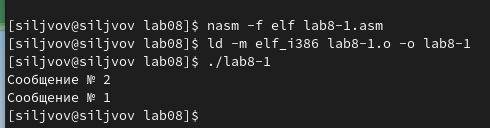 [siljvov@siljvov lab08]$ nasm -f elf lab8-1.asm
[siljvov@siljvov lab08]$ ld -m elf_i386 lab8-1.o -o lab8-1
[siljvov@siljvov lab08]$ ./lab8-1
Сообщение № 2
Сообщение № 1
[siljvov@siljvov lab08]$